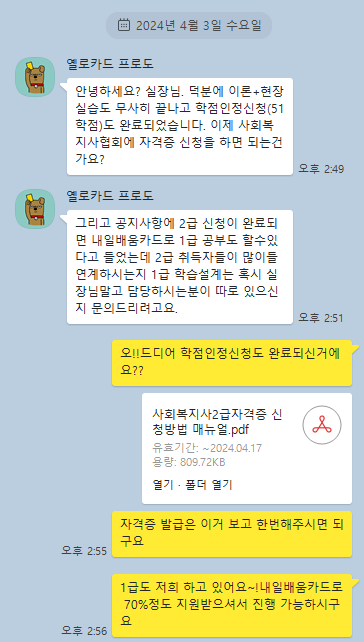 2024년 4월 3일 수요일
옐로카드 프로도
안녕하세요? 실장님. 덕분에 이론+현장
실습도 무사히 끝나고 학점인정신청(51
학점)도 완료되었습니다. 이제 사회복
지사협회에 자격증 신청을 하면 되는건
가요?
오후 2:49
옐로카드 프로도
그리고 공지사항에 2급 신청이 완료되
면 내일배움카드로 1급 공부도 할수있
다고 들었는데 2급 취득자들이 많이들
연계하시는지 1급 학습설계는 혹시 실
장님말고 담당하시는분이 따로 있으신
지 문의드리려고요.
오후 2:51
오!!드디어 학점인정신청도 완료되신거에
요??
사회복지사2급자격증 신
청방법 매뉴얼.pdf
유효기간: ~2024.04.17
용량: 809.72KB
열기 · 폴더 열기
자격증 발급은 이거 보고 한번해주시면 되
구요
오후 2:55
1급도 저희 하고 있어요~!내일배움카드로
70%정도 지원받으셔서 진행 가능하시구
요
오후 2:56